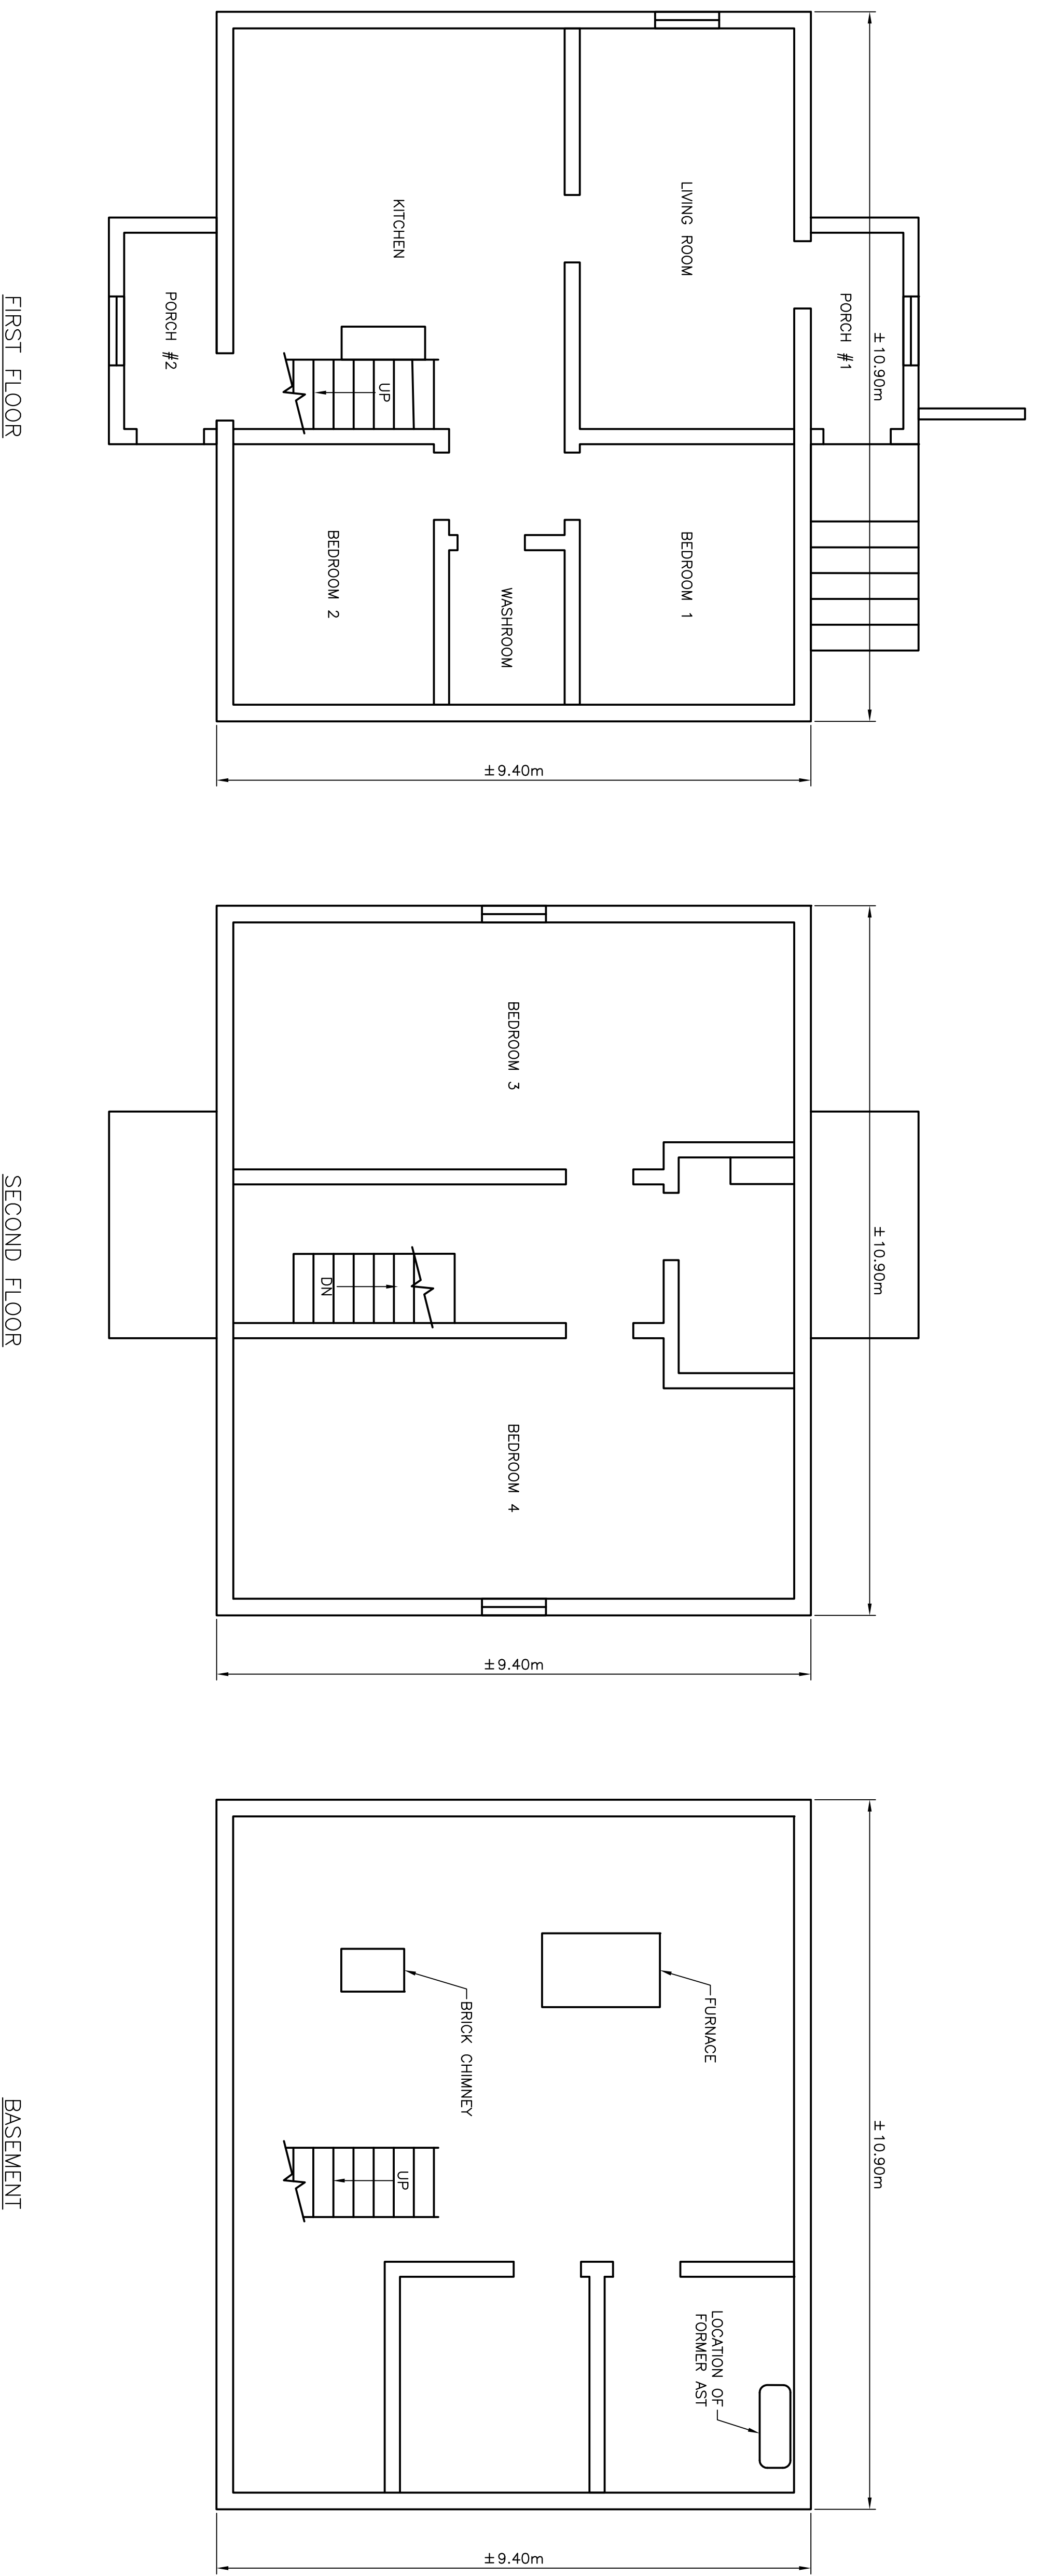 ±10.90m
PORCH #1
LIVING ROOM
BEDROOM 1
KITCHEN
UP
WASHROOM
BEDROOM 2
PORCH #2
±9.40m
FIRST FLOOR
±10.90m
BEDROOM 3
BEDROOM 4
DN
±9.40m
SECOND FLOOR
±10.90m
FURNACE
LOCATION OF
FORMER AST
BRICK CHIMNEY
UP
±9.40m
BASEMENT